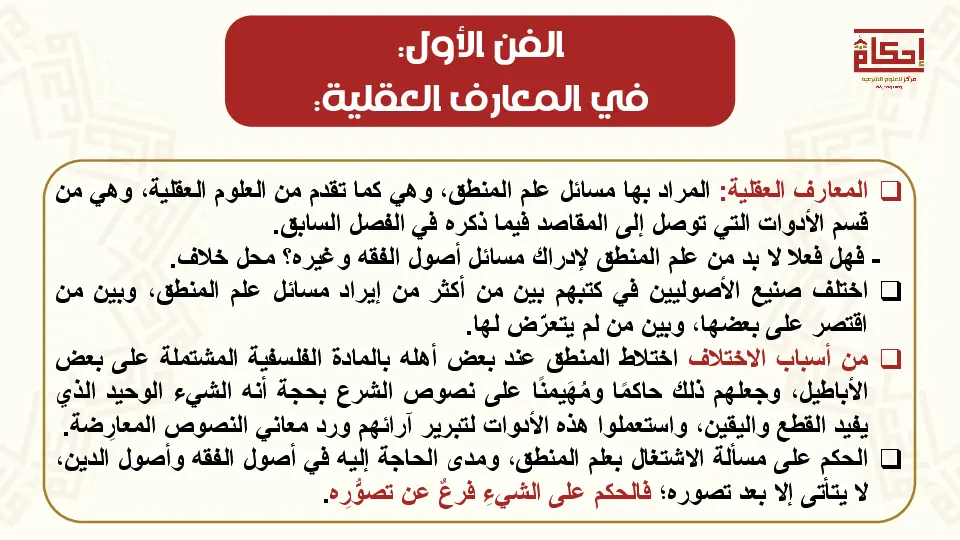 الفن الأول:
في المعارف العقلية:
إحكام
مركز للعلوم الشرعية
❑ المعارف العقلية: المراد بها مسائل علم المنطق، وهي كما تقدم من العلوم العقلية، وهي من
قسم الأدوات التي توصل إلى المقاصد فيما ذكره في الفصل السابق.
- فهل فعلا لا بد من علم المنطق لإدراك مسائل أصول الفقه وغيره؟ محل خلاف.
❑ اختلف صنيع الأصوليين في كتبهم بين من أكثر من إيراد مسائل علم المنطق، وبين من
اقتصر على بعضها، وبين من لم يتعرّض لها.
❑ من أسباب الاختلاف اختلاط المنطق عند بعض أهله بالمادة الفلسفية المشتملة على بعض
الأباطيل، وجعلهم ذلك حاكمًا ومُهَيمنًا على نصوص الشرع بحجة أنه الشيء الوحيد الذي
يفيد القطع واليقين، واستعملوا هذه الأدوات لتبرير آرائهم ورد معاني النصوص المعارِضة.
❑ الحكم على مسألة الاشتغال بعلم المنطق، ومدى الحاجة إليه في أصول الفقه وأصول الدين،
لا يتأتى إلا بعد تصوره؛ فالحكم على الشيءِ فرعٌ عن تصوُّرِه.